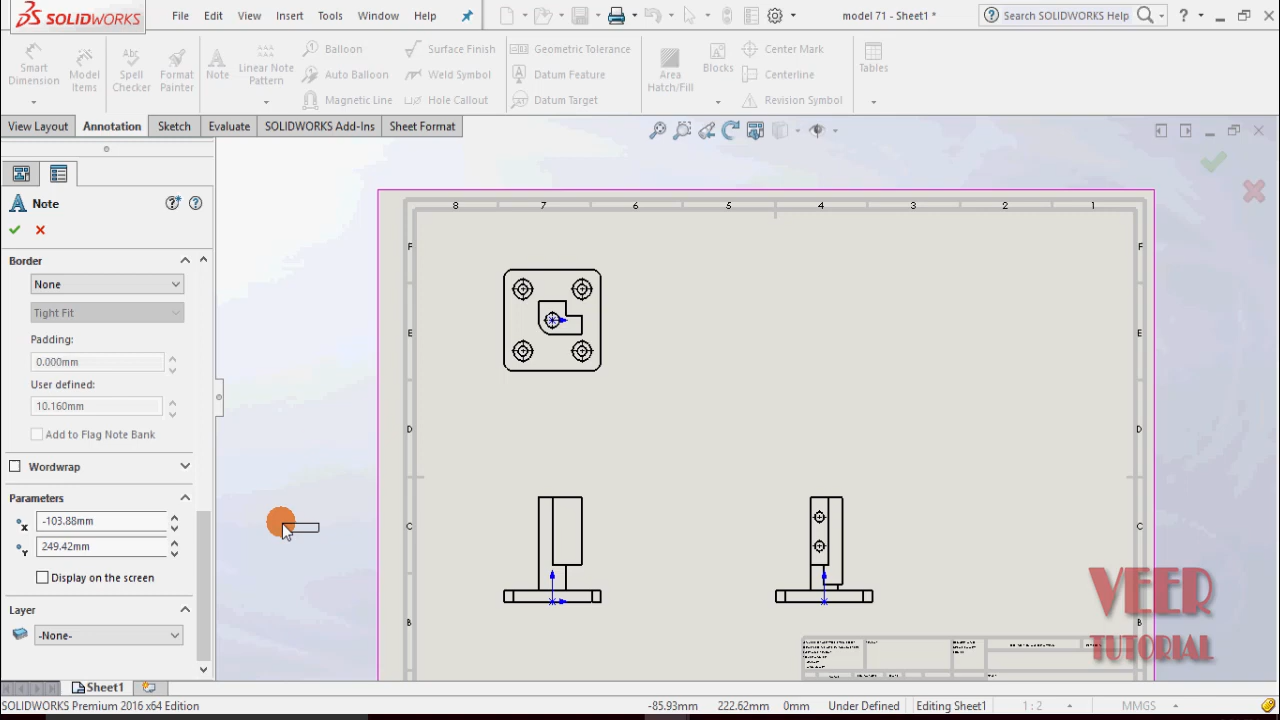 SOLIDWORKS
File Edit View Insert Tools Window Help
model 71 - Sheet1 *
Search SOLIDWORKS Help
?
Smart Dimension
Model Items
Spell Checker
Format Painter
Note
Linear Note Pattern
Balloon
Auto Balloon
Magnetic Line
Surface Finish
Weld Symbol
Hole Callout
Geometric Tolerance
Datum Feature
Datum Target
Area Hatch/Fill
Blocks
Center Mark
Centerline
Revision Symbol
Tables
View Layout Annotation Sketch Evaluate SOLIDWORKS Add-Ins Sheet Format
Note
Border
None
Tight Fit
Padding:
0.000mm
User defined:
10.160mm
Add to Flag Note Bank
Wordwrap
Parameters
X -103.88mm
Y 249.42mm
Display on the screen
Layer
-None-
8 7 6 5 4 3 2 1
F F
E E
D D
C C
B B
VEER
TUTORIAL
Sheet1
SOLIDWORKS Premium 2016 x64 Edition
-85.93mm 222.62mm 0mm Under Defined Editing Sheet1 1 : 2 MMGS